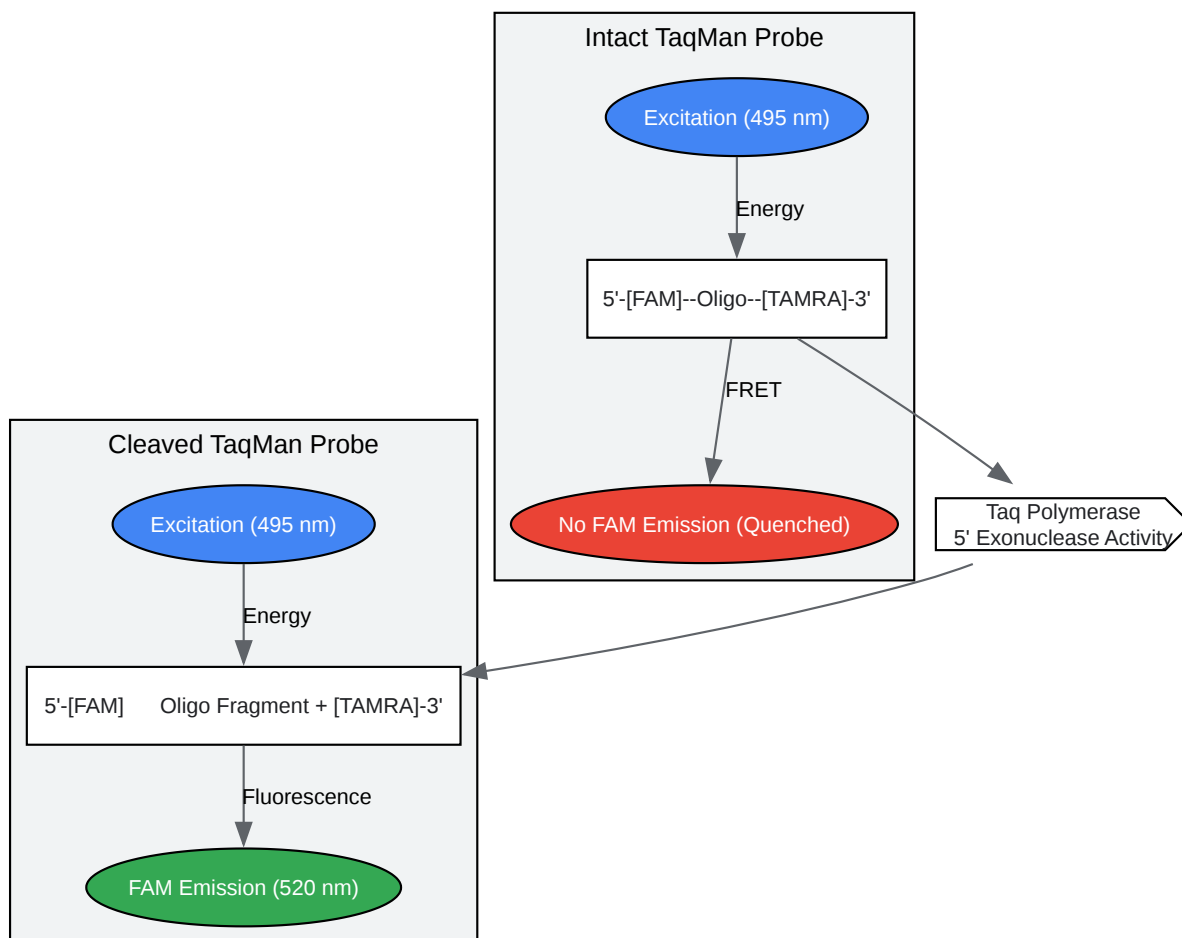 Intact TaqMan Probe
Excitation (495 nm)
Energy
5'-[FAM]--Oligo--[TAMRA]-3'
FRET
No FAM Emission (Quenched)
Taq Polymerase
5' Exonuclease Activity
Cleaved TaqMan Probe
Excitation (495 nm)
Energy
5'-[FAM]      Oligo Fragment + [TAMRA]-3'
Fluorescence
FAM Emission (520 nm)